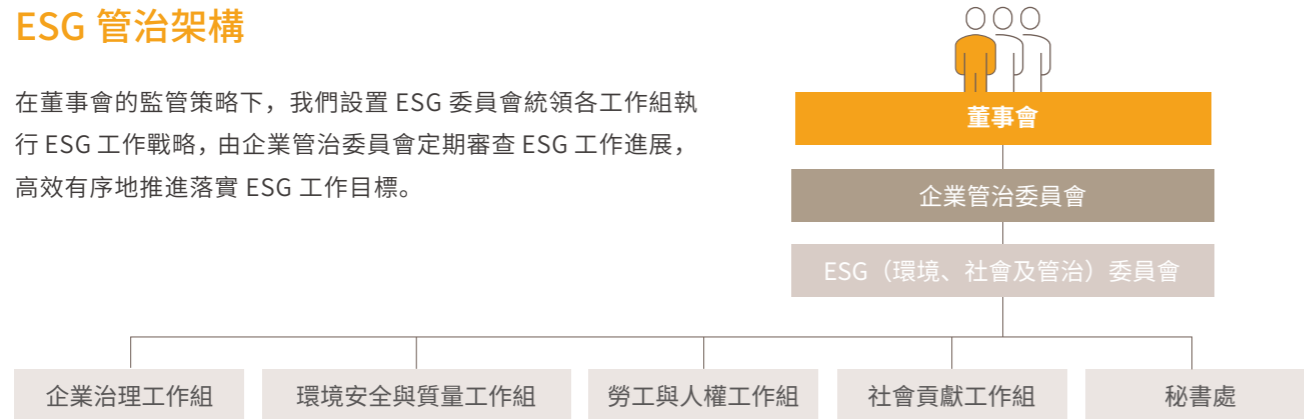 ESG 管治架構
在董事會的監管策略下，我們設置 ESG 委員會統領各工作組執
行 ESG 工作戰略，由企業管治委員會定期審查 ESG 工作進展，
高效有序地推進落實 ESG 工作目標。
董事會
企業管治委員會
ESG（環境、社會及管治）委員會
企業治理工作組
環境安全與質量工作組
勞工與人權工作組
社會貢獻工作組
秘書處